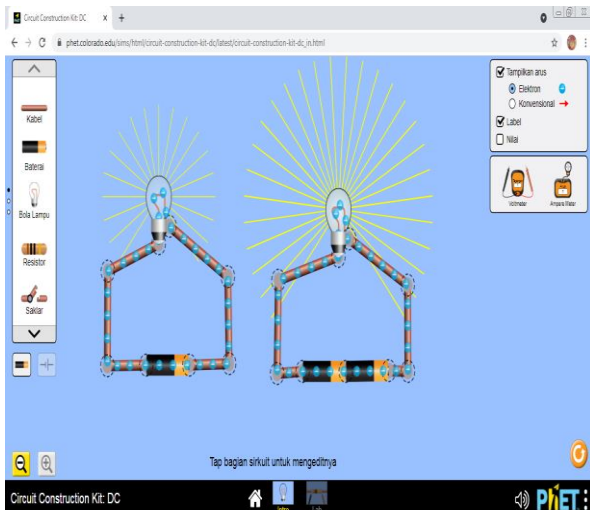 Circuit Construction Kit: DC
phet.colorado.edu/sims/html/circuit-construction-kit-dc/latest/circuit-construction-kit-dc_in.html
Kabel
Baterai
Bola Lampu
Resistor
Saklar
Tampilkan arus
Elektron
Konvensional
Label
Nilai
Voltmeter
Ampere Meter
Tap bagian sirkuit untuk mengeditnya
Circuit Construction Kit: DC
Intro
Lab
PhET